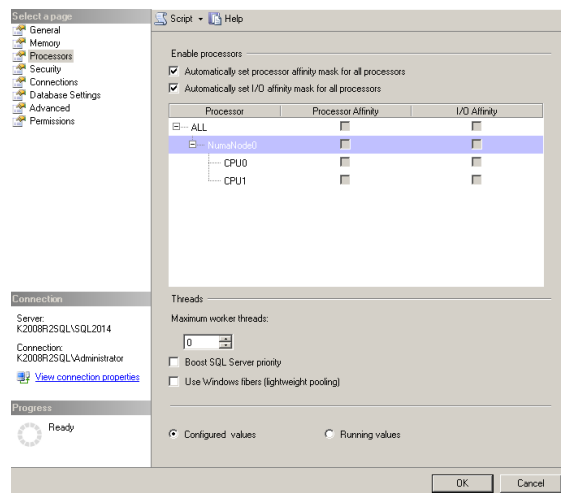 Select a page
General
Memory
Processors
Security
Connections
Database Settings
Advanced
Permissions
Connection
Server:
K2008R2SQL\SQL2014
Connection:
K2008R2SQL\Administrator
View connection properties
Progress
Ready
Script Help
Enable processors
Automatically set processor affinity mask for all processors
Automatically set I/O affinity mask for all processors
Processor Processor Affinity I/O Affinity
ALL
NumaNode0
CPU0
CPU1
Threads
Maximum worker threads:
0
Boost SQL Server priority
Use Windows fibers (lightweight pooling)
Configured values Running values
OK Cancel